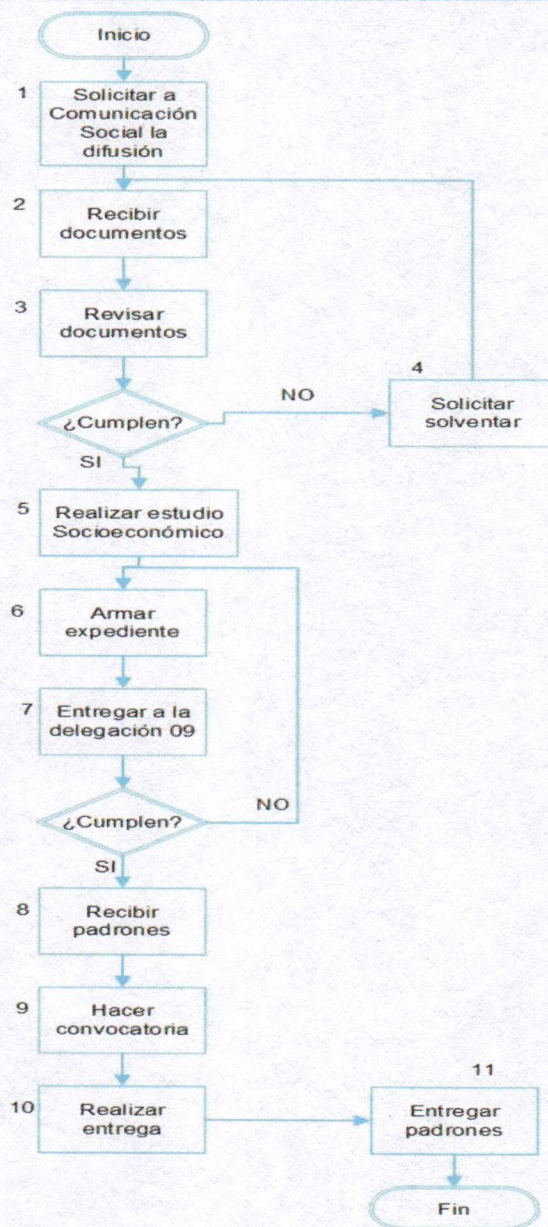 Inicio
1
Solicitar a
Comunicación
Social la
difusión
2
Recibir
documentos
3
Revisar
documentos
¿Cumplen?
NO
4
Solicitar
solventar
SI
5
Realizar estudio
Socioeconómico
6
Armar
expediente
7
Entregar a la
delegación 09
¿Cumplen?
NO
SI
8
Recibir
padrones
9
Hacer
convocatoria
10
Realizar
entrega
11
Entregar
padrones
Fin